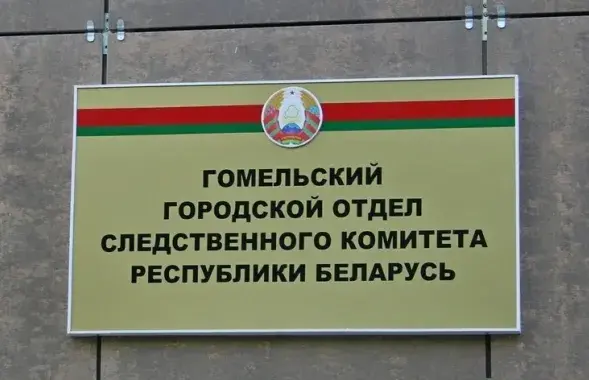 ГОМЕЛЬСКИЙ
ГОРОДСКОЙ ОТДЕЛ
СЛЕДСТВЕННОГО КОМИТЕТА
РЕСПУБЛИКИ БЕЛАРУСЬ